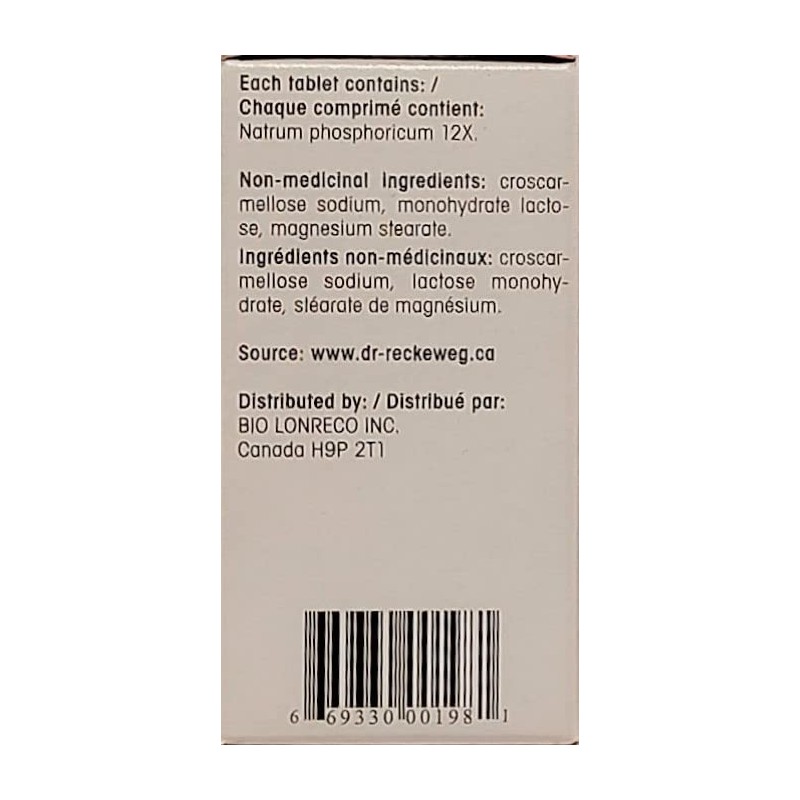 Each tablet contains: /
Chaque comprimé contient:
Natrum phosphoricum 12X.
Non-medicinal ingredients: croscar-
mellose sodium, monohydrate lacto-
se, magnesium stearate.
Ingrédients non-médicinaux: croscar-
mellose sodium, lactose monohy-
drate, sléarate de magnésium.
Source: www.dr-reckeweg.ca
Distributed by: / Distribué par:
BIO LONRECO INC.
Canada H9P 2T1
6 69330 00198 1